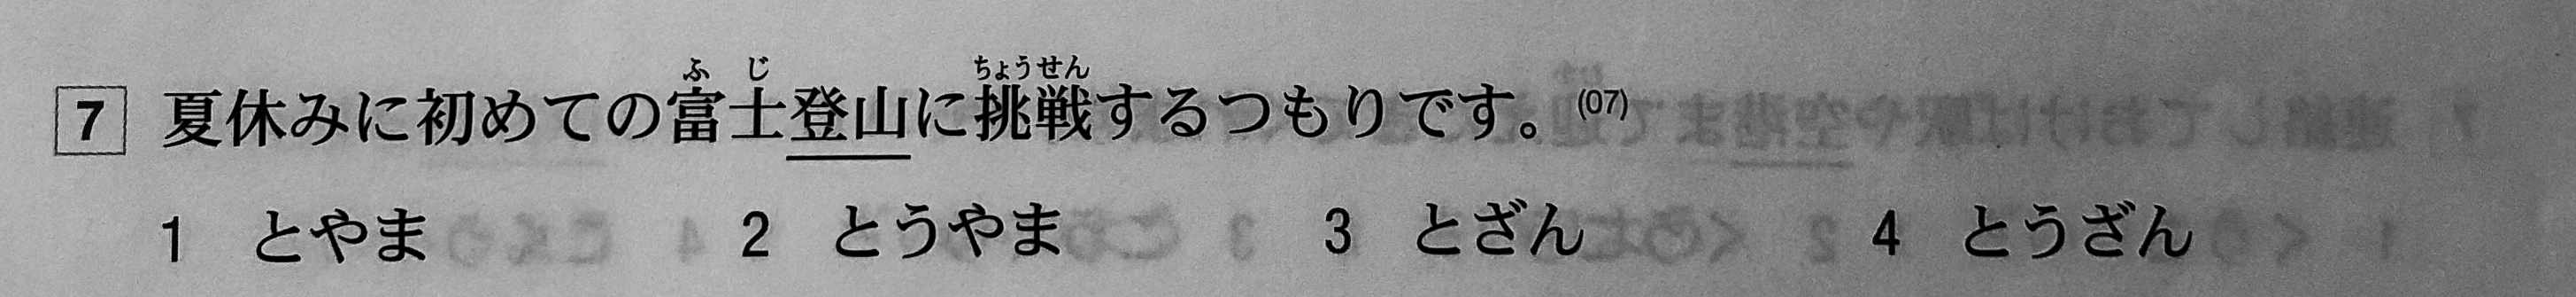 7 夏休みに初めての富士登山に挑戦するつもりです。(07)
ふじ ちょうせん
1 とやま 2 とうやま 3 とざん 4 とうざん